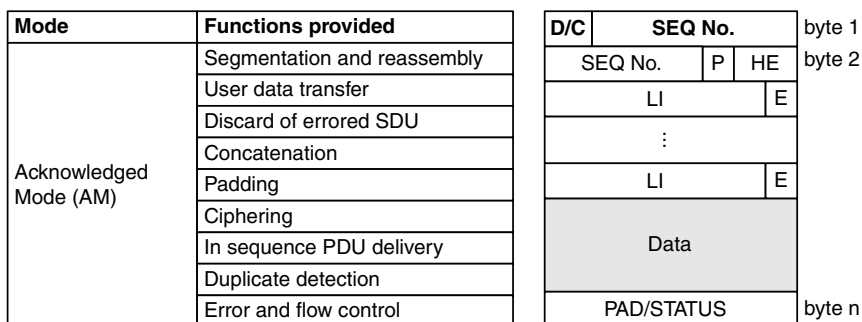 Mode Functions provided
Acknowledged Mode (AM)
Segmentation and reassembly
User data transfer
Discard of errored SDU
Concatenation
Padding
Ciphering
In sequence PDU delivery
Duplicate detection
Error and flow control
D/C SEQ No. byte 1
SEQ No. P HE byte 2
LI E
⋮
LI E
Data
PAD/STATUS byte n